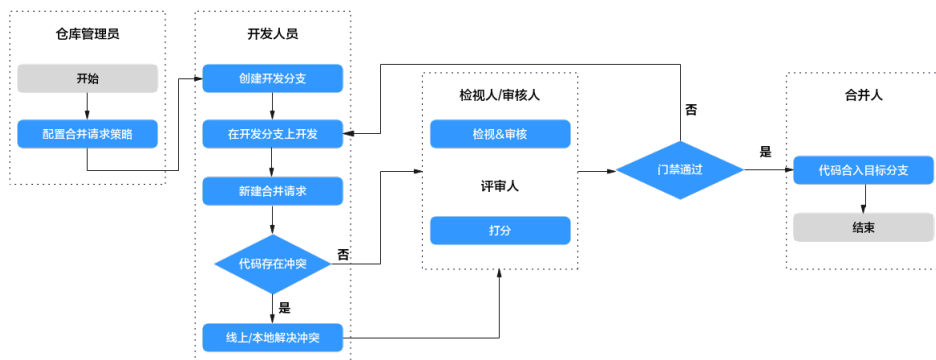 仓库管理员
开始
配置合并请求策略
开发人员
创建开发分支
在开发分支上开发
新建合并请求
代码存在冲突
否
是
线上/本地解决冲突
检视人/审核人
检视&审核
评审人
打分
门禁通过
否
是
合并人
代码合入目标分支
结束